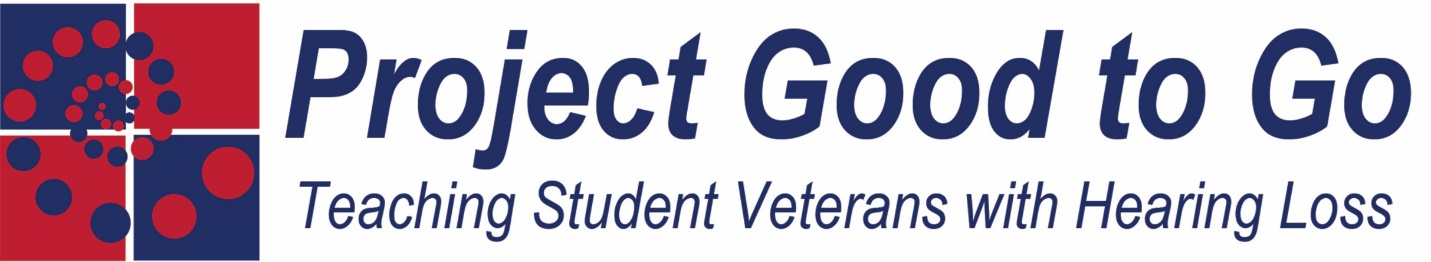 Project Good to Go
Teaching Student Veterans with Hearing Loss